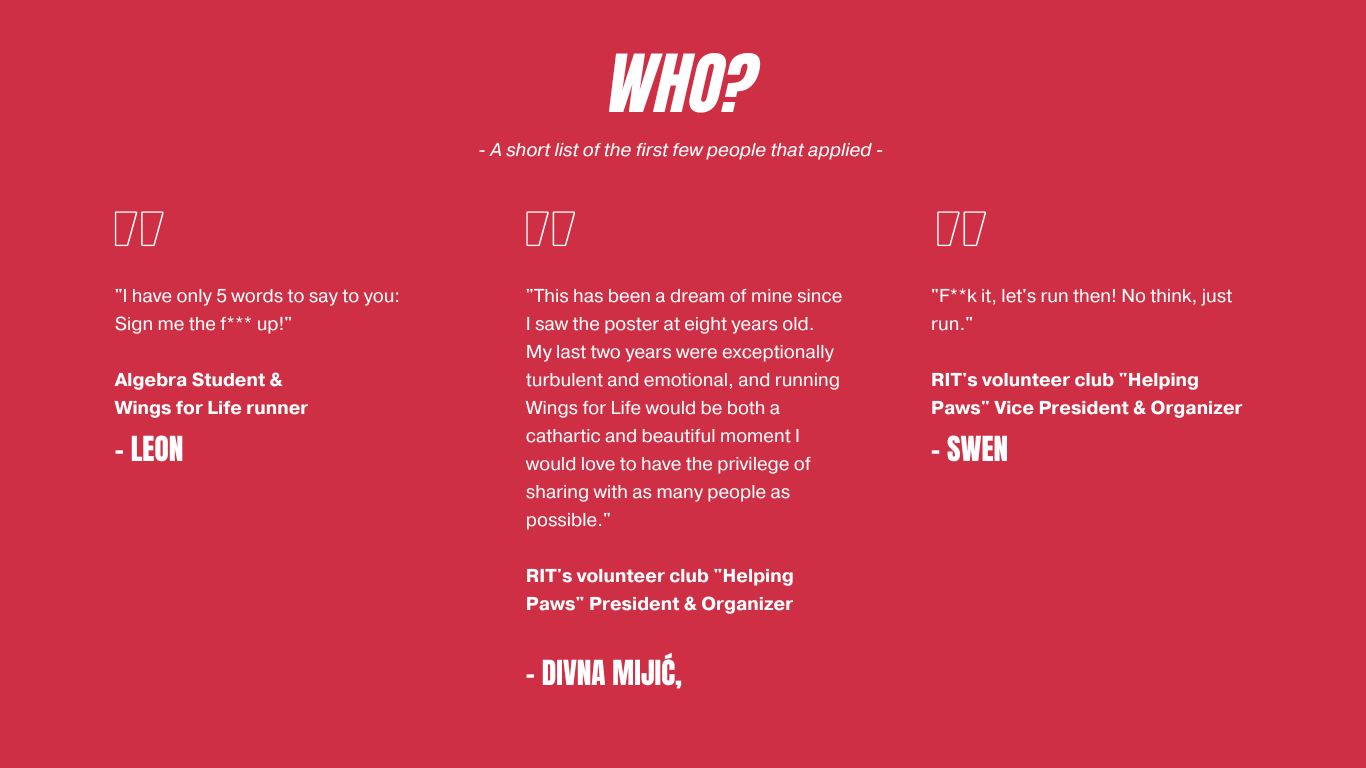 WHO?
- A short list of the first few people that applied -
"I have only 5 words to say to you:
Sign me the f*** up!"
Algebra Student &
Wings for Life runner
- LEON
"This has been a dream of mine since
I saw the poster at eight years old.
My last two years were exceptionally
turbulent and emotional, and running
Wings for Life would be both a
cathartic and beautiful moment I
would love to have the privilege of
sharing with as many people as
possible."
RIT's volunteer club "Helping
Paws" President & Organizer
- DIVNA MIJIĆ,
"F**k it, let's run then! No think, just
run."
RIT's volunteer club "Helping
Paws" Vice President & Organizer
- SWEN